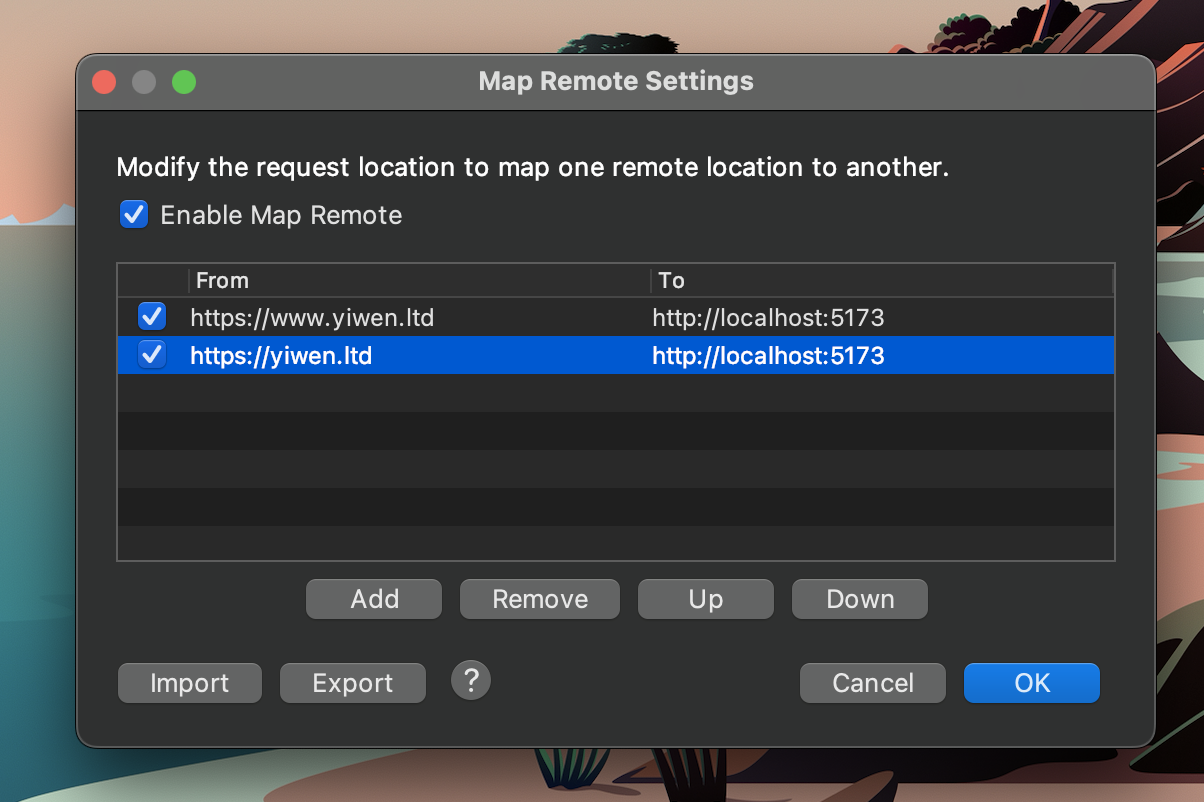 Map Remote Settings
Modify the request location to map one remote location to another.
Enable Map Remote
From To
https://www.yiwen.ltd http://localhost:5173
https://yiwen.ltd http://localhost:5173
Add Remove Up Down
Import Export ? Cancel OK